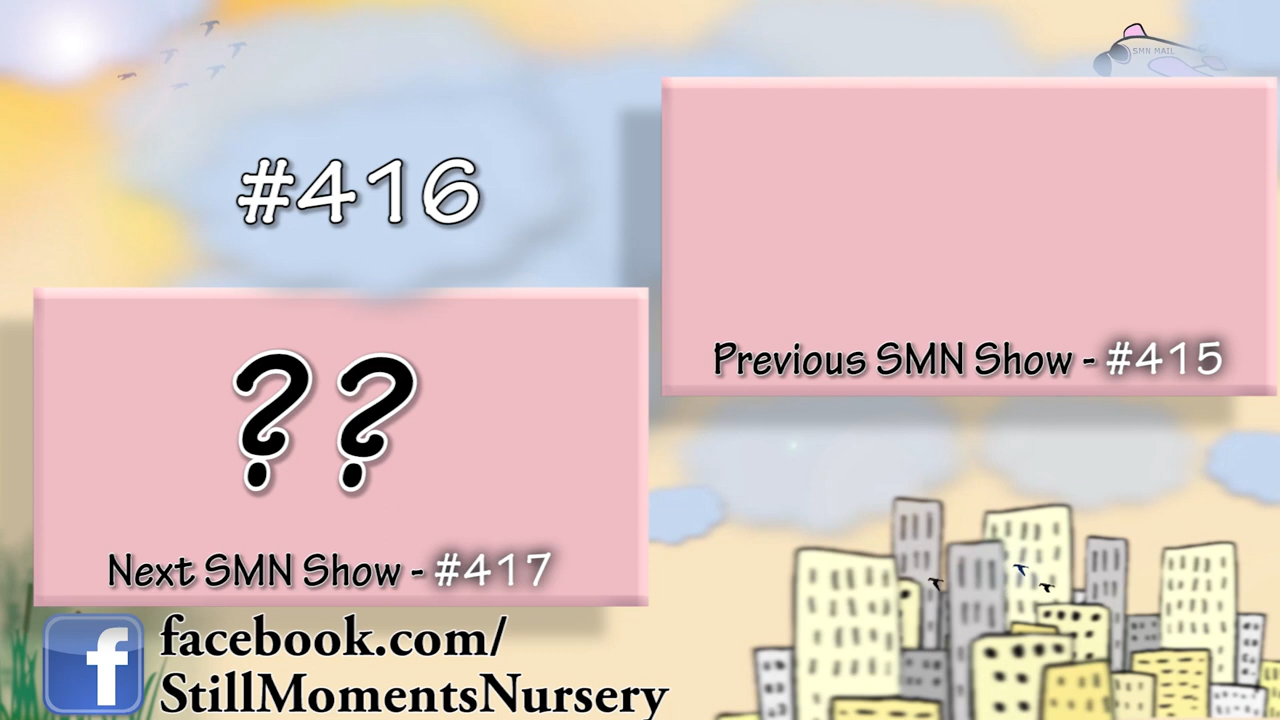 SMN MAIL
#416
Previous SMN Show - #415
??
Next SMN Show - #417
facebook.com/
StillMomentsNursery